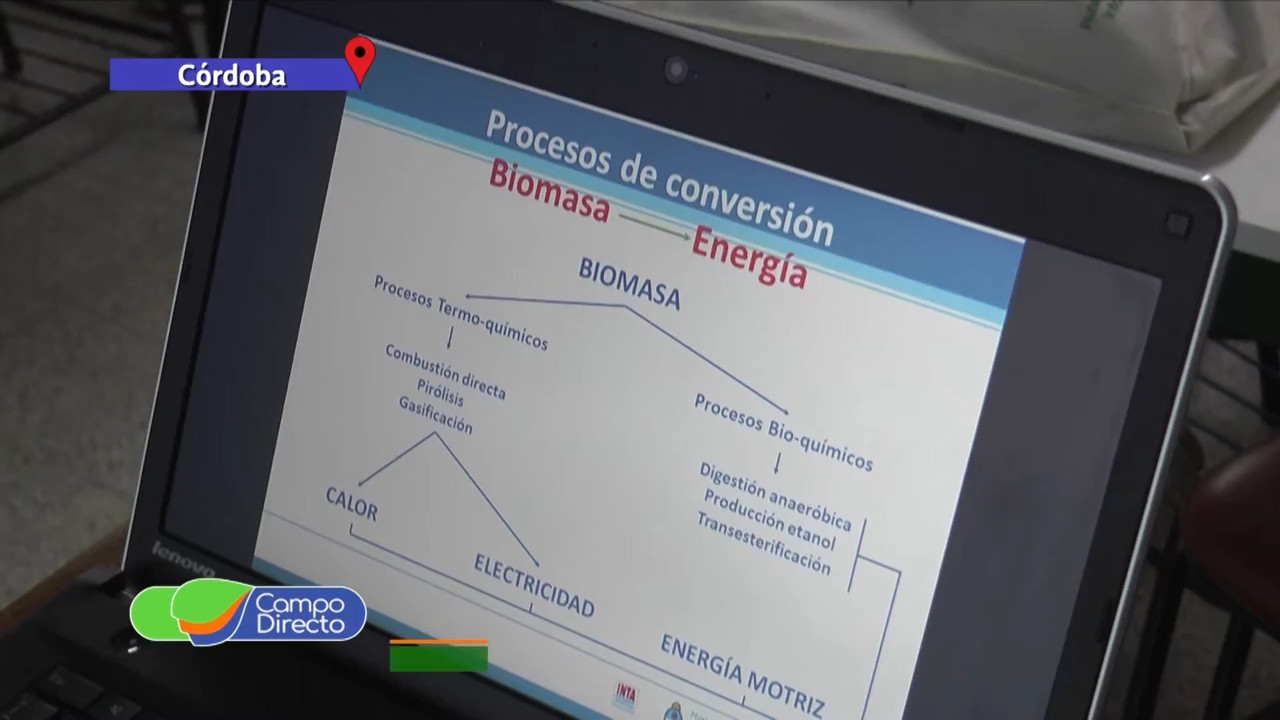 Córdoba
Procesos de conversión
Biomasa
Energía
BIOMASA
Procesos Termo-químicos
Combustión directa
Pirólisis
Gasificación
Procesos Bio-químicos
Digestión anaeróbica
Producción etanol
Transesterificación
CALOR
ELECTRICIDAD
ENERGÍA MOTRIZ
lenovo
Campo
Directo
INTA